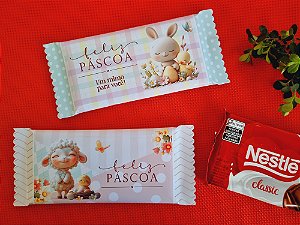 feliz
PÁSCOA
Um mimo
para você!
feliz
PÁSCOA
Nestlé
classic